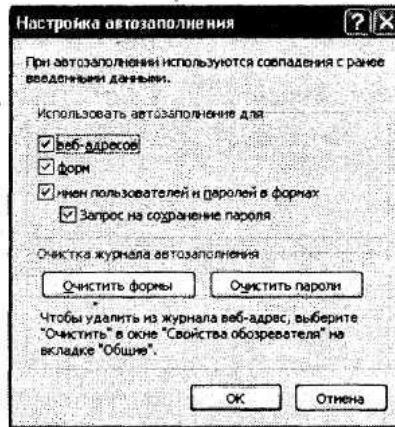 Настройка автозаполнения
При автозаполнении используются совпадения с ранее
введенными данными.
Использовать автозаполнение для
веб-адресов
форм
имен пользователей и паролей в формах
Запрос на сохранение пароля
Очистка журнала автозаполнения
Очистить формы Очистить пароли
Чтобы удалить из журнала веб-адрес, выберите
"Очистить" в окне "Свойства обозревателя" на
вкладке "Общие".
ОК Отмена